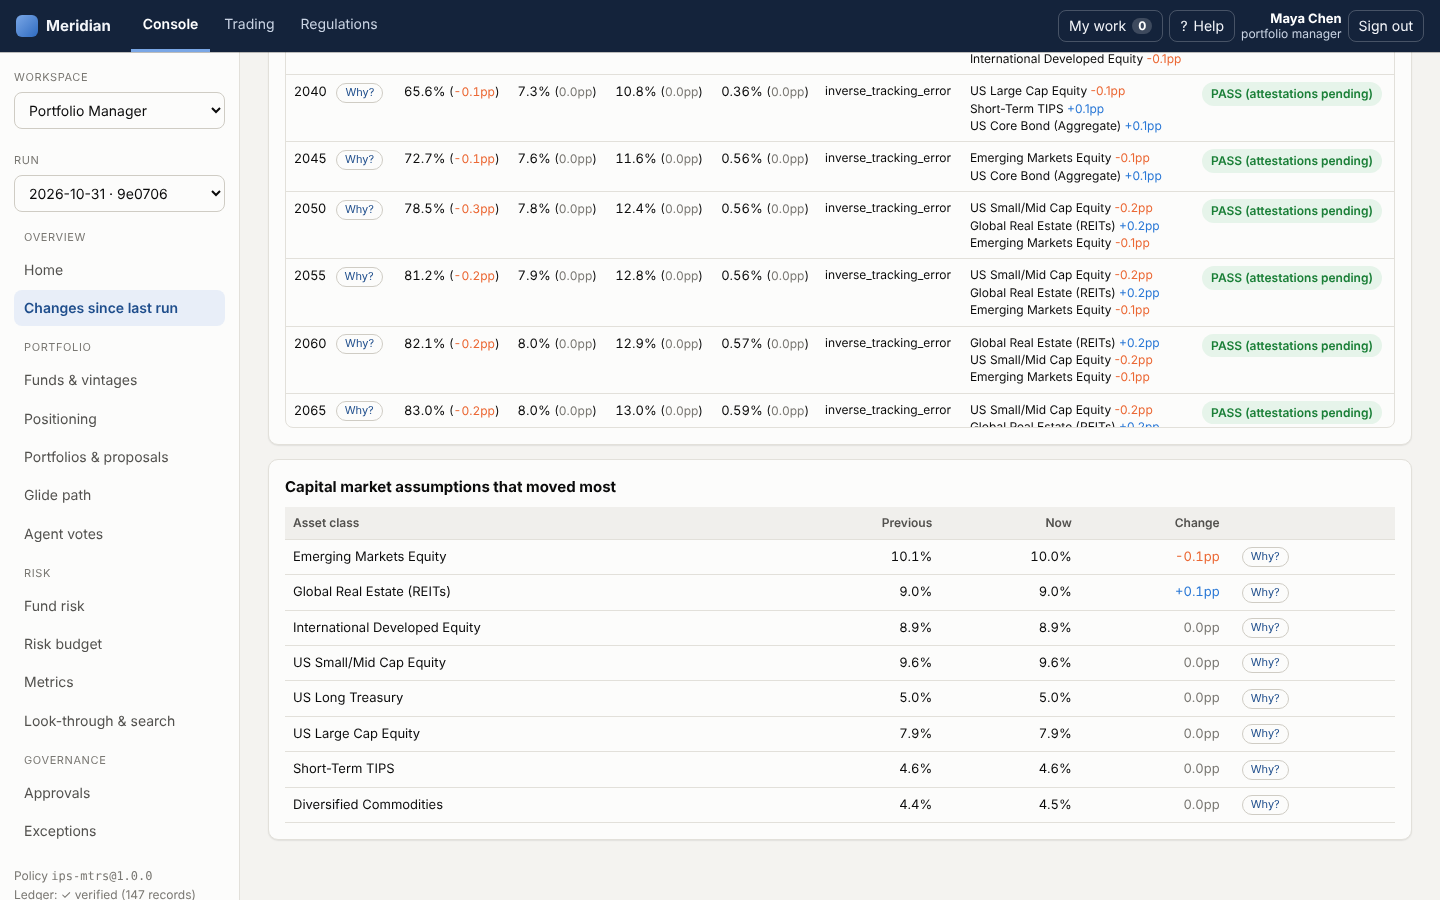 Meridian
Console
Trading
Regulations
My work 0
? Help
Maya Chen
portfolio manager
Sign out
WORKSPACE
Portfolio Manager
RUN
2026-10-31 · 9e0706
OVERVIEW
Home
Changes since last run
PORTFOLIO
Funds & vintages
Positioning
Portfolios & proposals
Glide path
Agent votes
RISK
Fund risk
Risk budget
Metrics
Look-through & search
GOVERNANCE
Approvals
Exceptions
Policy ips-mtrs@1.0.0
Ledger: ✓ verified (147 records)
International Developed Equity -0.1pp
2040 Why? 65.6% (-0.1pp) 7.3% (0.0pp) 10.8% (0.0pp) 0.36% (0.0pp) inverse_tracking_error US Large Cap Equity -0.1pp PASS (attestations pending)
Short-Term TIPS +0.1pp
US Core Bond (Aggregate) +0.1pp
2045 Why? 72.7% (-0.1pp) 7.6% (0.0pp) 11.6% (0.0pp) 0.56% (0.0pp) inverse_tracking_error Emerging Markets Equity -0.1pp PASS (attestations pending)
US Core Bond (Aggregate) +0.1pp
2050 Why? 78.5% (-0.3pp) 7.8% (0.0pp) 12.4% (0.0pp) 0.56% (0.0pp) inverse_tracking_error US Small/Mid Cap Equity -0.2pp PASS (attestations pending)
Global Real Estate (REITs) +0.2pp
Emerging Markets Equity -0.1pp
2055 Why? 81.2% (-0.2pp) 7.9% (0.0pp) 12.8% (0.0pp) 0.56% (0.0pp) inverse_tracking_error US Small/Mid Cap Equity -0.2pp PASS (attestations pending)
Global Real Estate (REITs) +0.2pp
Emerging Markets Equity -0.1pp
2060 Why? 82.1% (-0.2pp) 8.0% (0.0pp) 12.9% (0.0pp) 0.57% (0.0pp) inverse_tracking_error Global Real Estate (REITs) +0.2pp PASS (attestations pending)
US Small/Mid Cap Equity -0.2pp
Emerging Markets Equity -0.1pp
2065 Why? 83.0% (-0.2pp) 8.0% (0.0pp) 13.0% (0.0pp) 0.59% (0.0pp) inverse_tracking_error US Small/Mid Cap Equity -0.2pp PASS (attestations pending)
Global Real Estate (REITs) +0.2pp
Capital market assumptions that moved most
Asset class Previous Now Change
Emerging Markets Equity 10.1% 10.0% -0.1pp Why?
Global Real Estate (REITs) 9.0% 9.0% +0.1pp Why?
International Developed Equity 8.9% 8.9% 0.0pp Why?
US Small/Mid Cap Equity 9.6% 9.6% 0.0pp Why?
US Long Treasury 5.0% 5.0% 0.0pp Why?
US Large Cap Equity 7.9% 7.9% 0.0pp Why?
Short-Term TIPS 4.6% 4.6% 0.0pp Why?
Diversified Commodities 4.4% 4.5% 0.0pp Why?